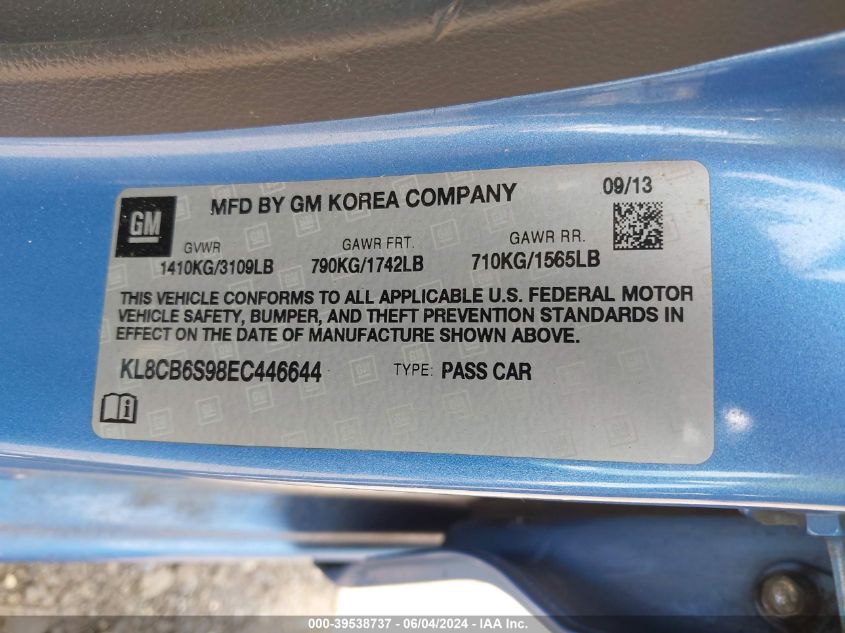 GM
MFD BY GM KOREA COMPANY
09/13
GVWR GAWR FRT. GAWR RR.
1410KG/3109LB 790KG/1742LB 710KG/1565LB
THIS VEHICLE CONFORMS TO ALL APPLICABLE U.S. FEDERAL MOTOR
VEHICLE SAFETY, BUMPER, AND THEFT PREVENTION STANDARDS IN
EFFECT ON THE DATE OF MANUFACTURE SHOWN ABOVE.
KL8CB6S98EC446644 TYPE: PASS CAR
000-39538737 - 06/04/2024 - IAA Inc.